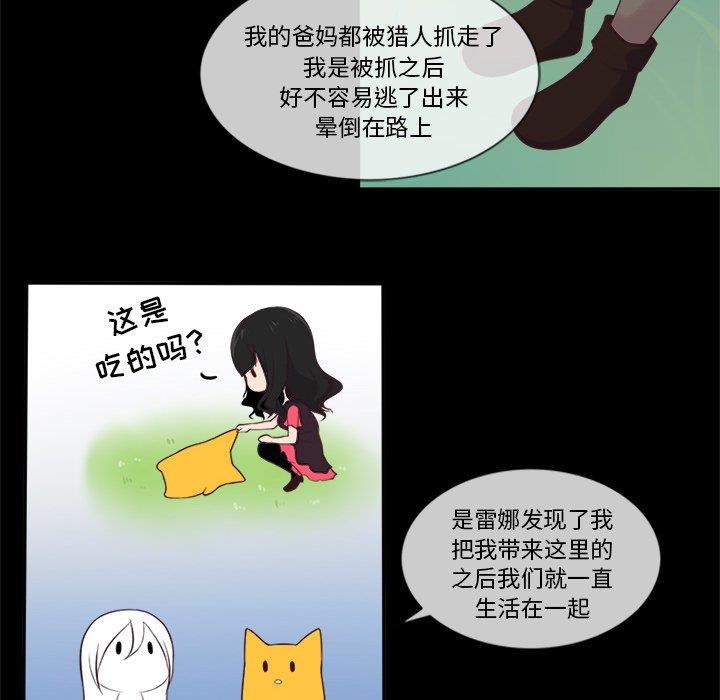 我的爸妈都被猎人抓走了
我是被抓之后
好不容易逃了出来
晕倒在路上
这是
吃的吗?
是雷娜发现了我
把我带来这里的
之后我们就一直
生活在一起